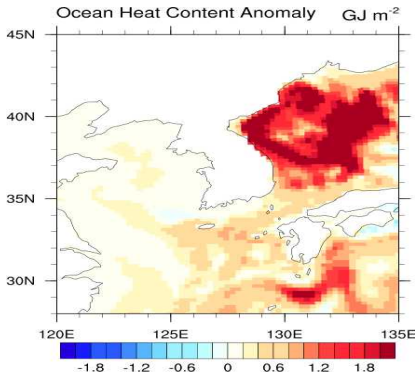 Ocean Heat Content Anomaly GJ m⁻²
45N
40N
35N
30N
120E 125E 130E 135E
-1.8 -1.2 -0.6 0 0.6 1.2 1.8